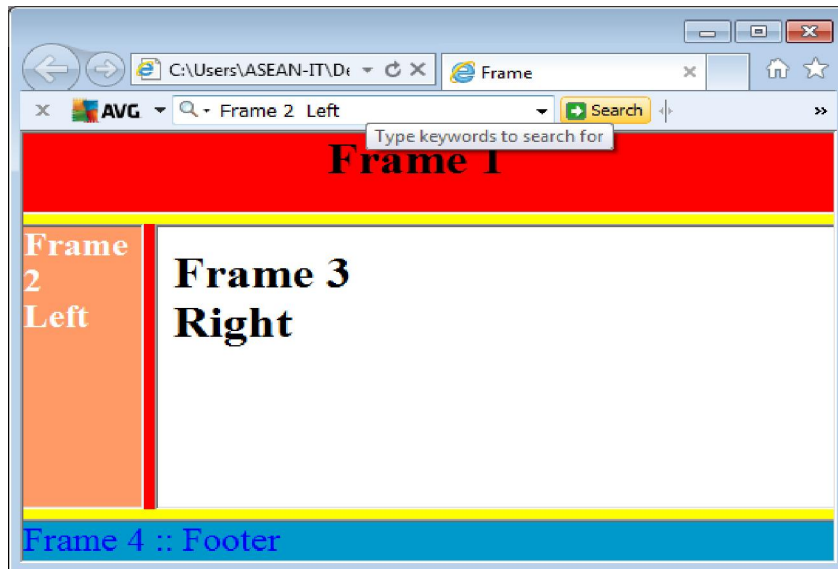 C:\Users\ASEAN-IT\De
Frame
AVG
Frame 2 Left
Search
Type keywords to search for
Frame 1
Frame
2
Left
Frame 3
Right
Frame 4 :: Footer